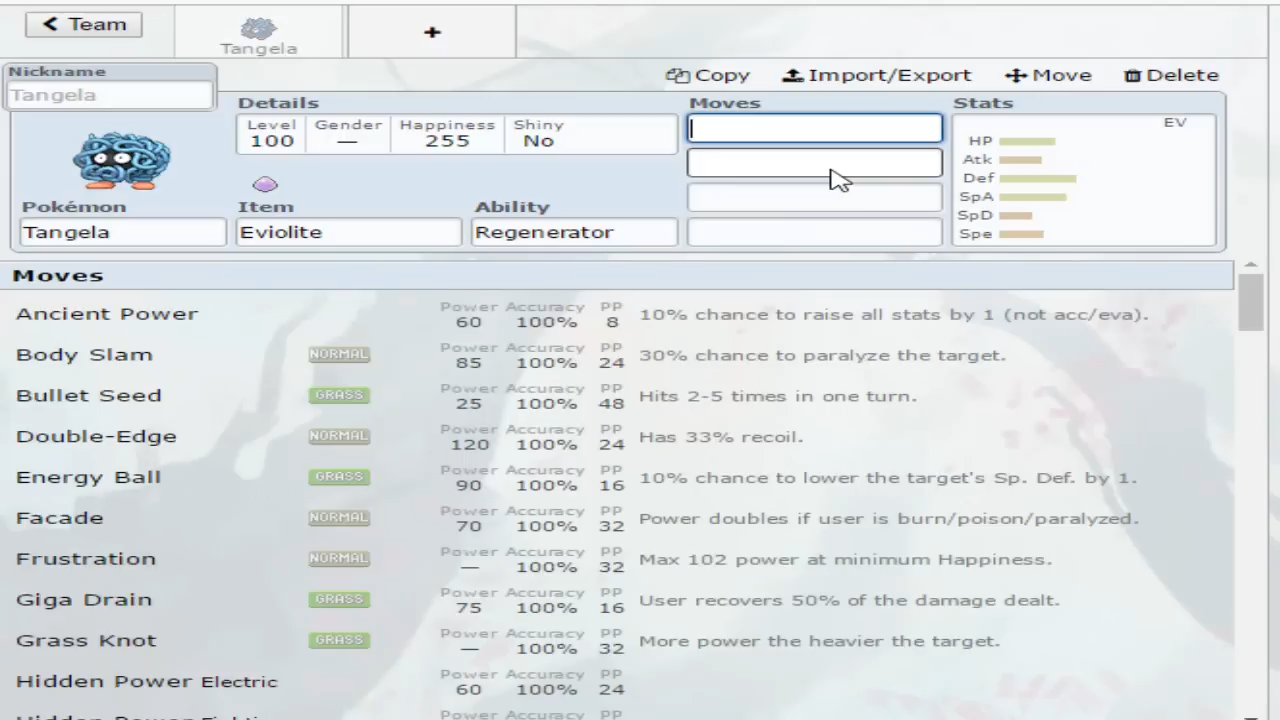 Team
Tangela
+
Nickname
Tangela
Copy Import/Export Move Delete
Details
Level Gender Happiness Shiny
100 — 255 No
Moves
Stats
EV
HP
Atk
Def
SpA
SpD
Spe
Pokémon Item Ability
Tangela Eviolite Regenerator
Moves
Ancient Power Power 60 Accuracy 100% PP 8 10% chance to raise all stats by 1 (not acc/eva).
Body Slam NORMAL Power 85 Accuracy 100% PP 24 30% chance to paralyze the target.
Bullet Seed GRASS Power 25 Accuracy 100% PP 48 Hits 2-5 times in one turn.
Double-Edge NORMAL Power 120 Accuracy 100% PP 24 Has 33% recoil.
Energy Ball GRASS Power 90 Accuracy 100% PP 16 10% chance to lower the target's Sp. Def. by 1.
Facade NORMAL Power 70 Accuracy 100% PP 32 Power doubles if user is burn/poison/paralyzed.
Frustration NORMAL Power — Accuracy 100% PP 32 Max 102 power at minimum Happiness.
Giga Drain GRASS Power 75 Accuracy 100% PP 16 User recovers 50% of the damage dealt.
Grass Knot GRASS Power — Accuracy 100% PP 32 More power the heavier the target.
Hidden Power Electric Power 60 Accuracy 100% PP 24
Hidden Power Power Accuracy PP